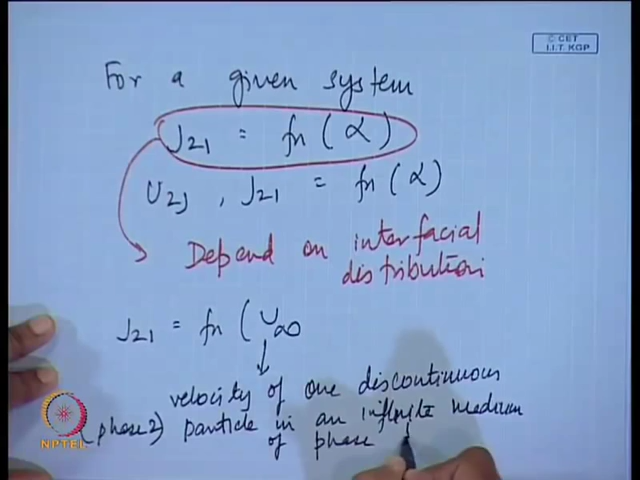 © CET
I.I.T. KGP
For a given system
J21 = fn (α)
U2J , J21 = fn (α)
Depend on interfacial
distribution
J21 = fn (U∞
velocity of one discontinuous
(phase 2) particle in an infinite medium
of phase 1
NPTEL